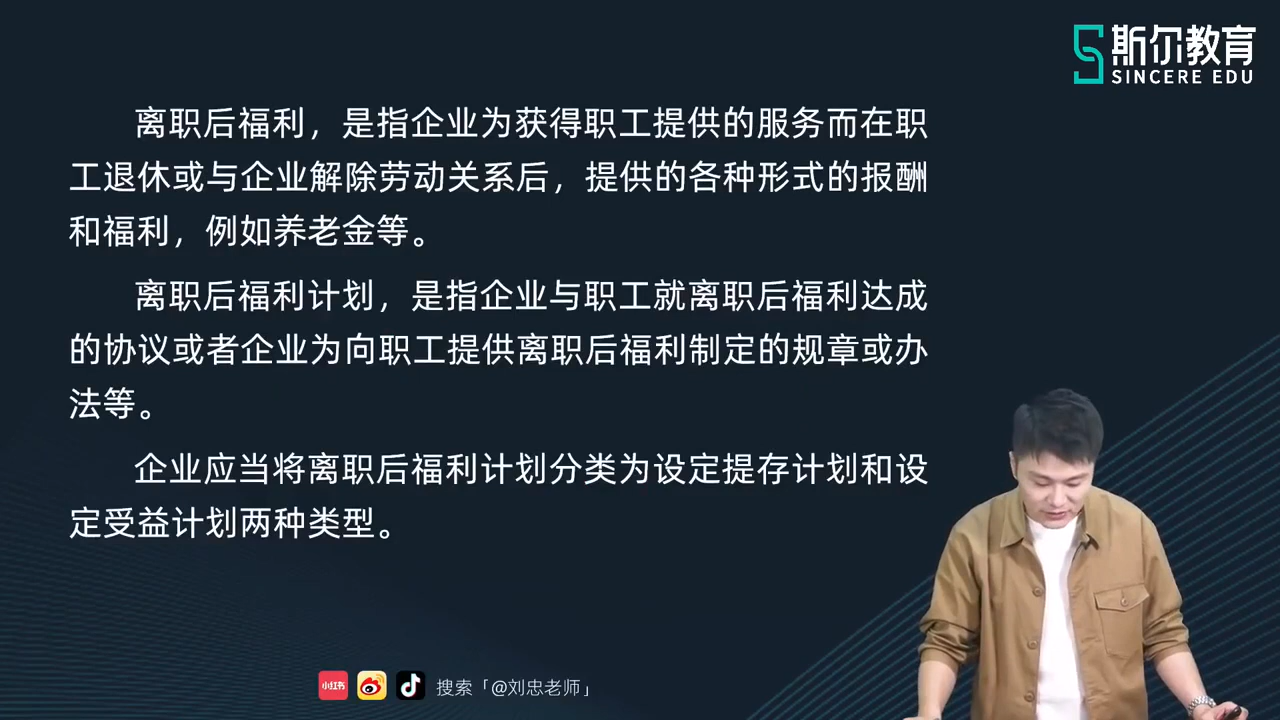 斯尔教育
SINCERE EDU
离职后福利，是指企业为获得职工提供的服务而在职
工退休或与企业解除劳动关系后，提供的各种形式的报酬
和福利，例如养老金等。
离职后福利计划，是指企业与职工就离职后福利达成
的协议或者企业为向职工提供离职后福利制定的规章或办
法等。
企业应当将离职后福利计划分类为设定提存计划和设
定受益计划两种类型。
小红书
搜索「@刘忠老师」